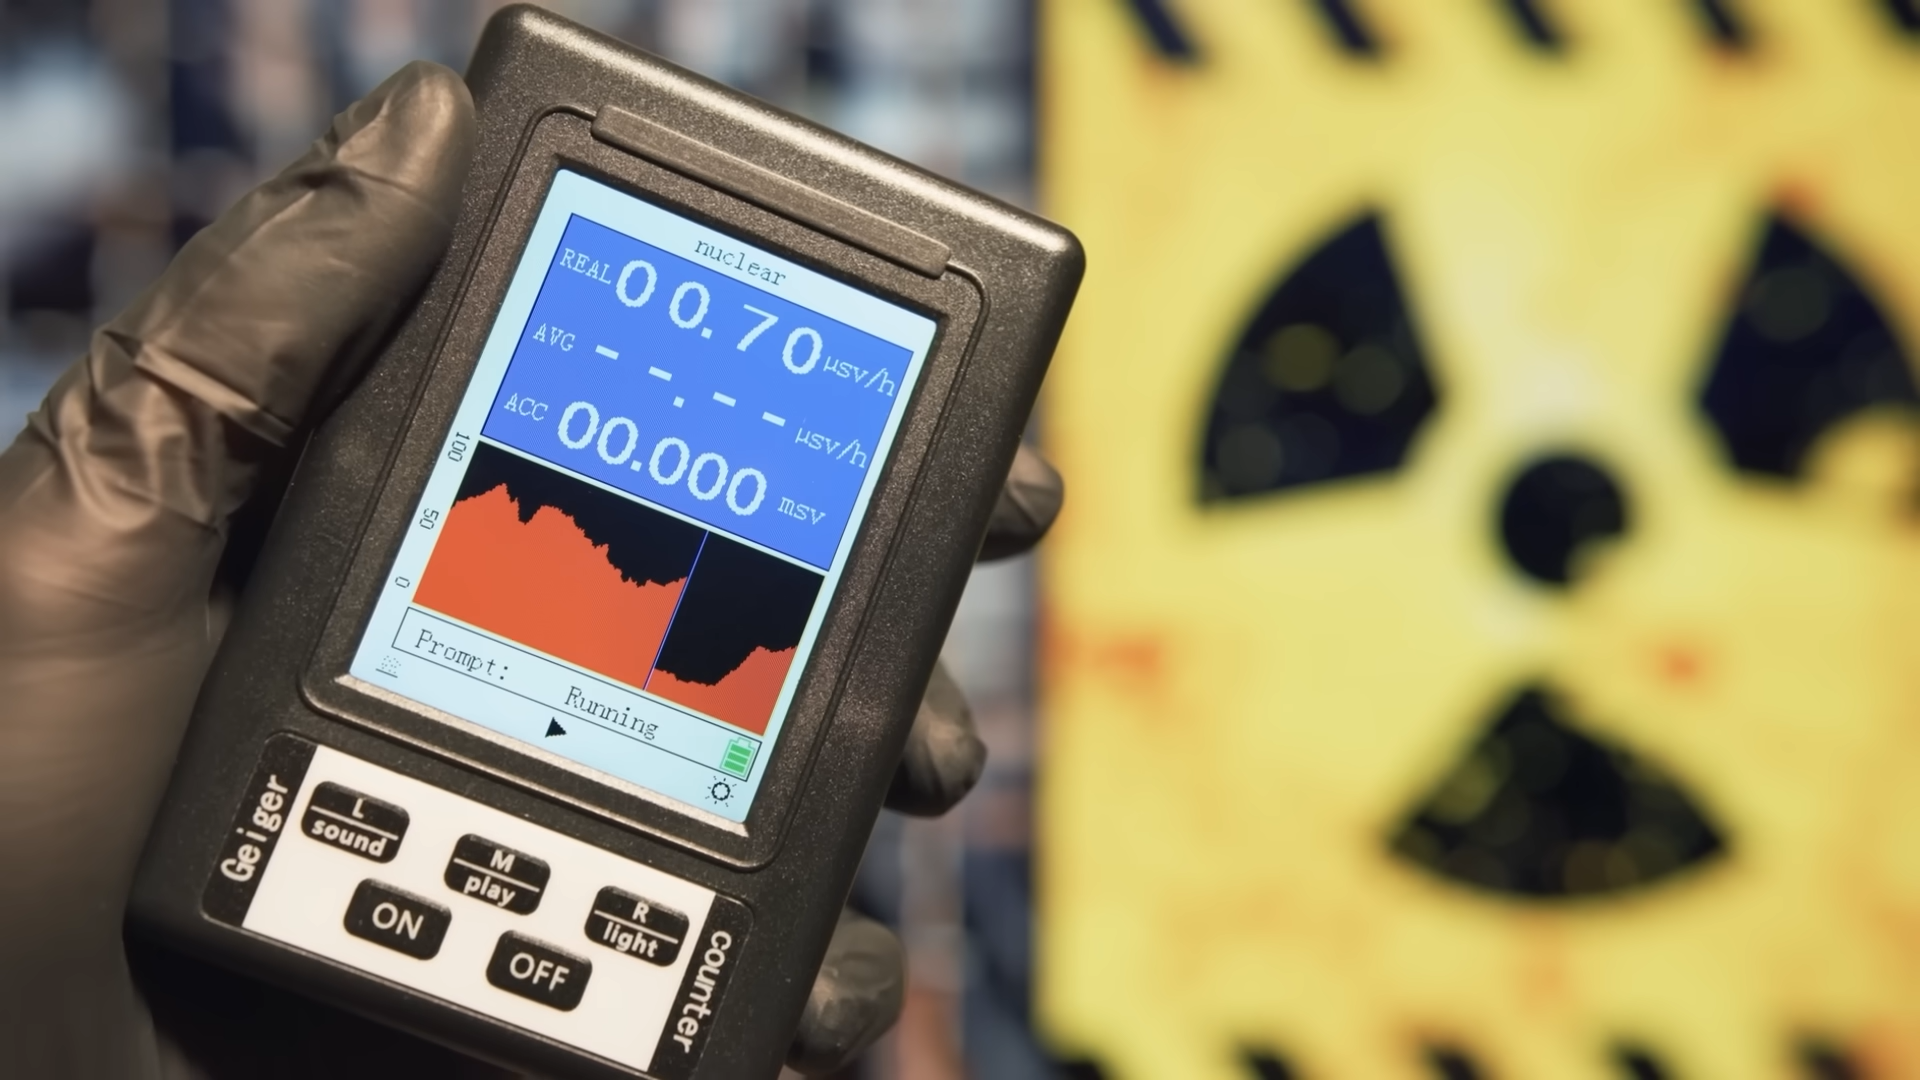 nuclear
REAL 00.70 μsv/h
AVG --.-- μsv/h
ACC 00.000 msv
100
50
0
Prompt:
Running
Geiger
L
sound
M
play
R
light
ON
OFF
counter